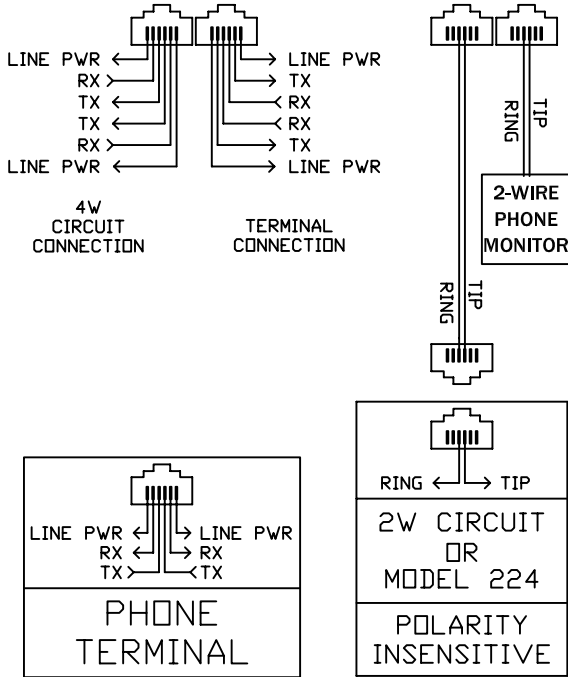 LINE PWR
RX
TX
TX
RX
LINE PWR
4W
CIRCUIT
CONNECTION
LINE PWR
TX
RX
RX
TX
LINE PWR
TERMINAL
CONNECTION
RING
TIP
2-WIRE
PHONE
MONITOR
RING
TIP
LINE PWR
RX
TX
LINE PWR
RX
TX
PHONE
TERMINAL
RING
TIP
2W CIRCUIT
OR
MODEL 224
POLARITY
INSENSITIVE